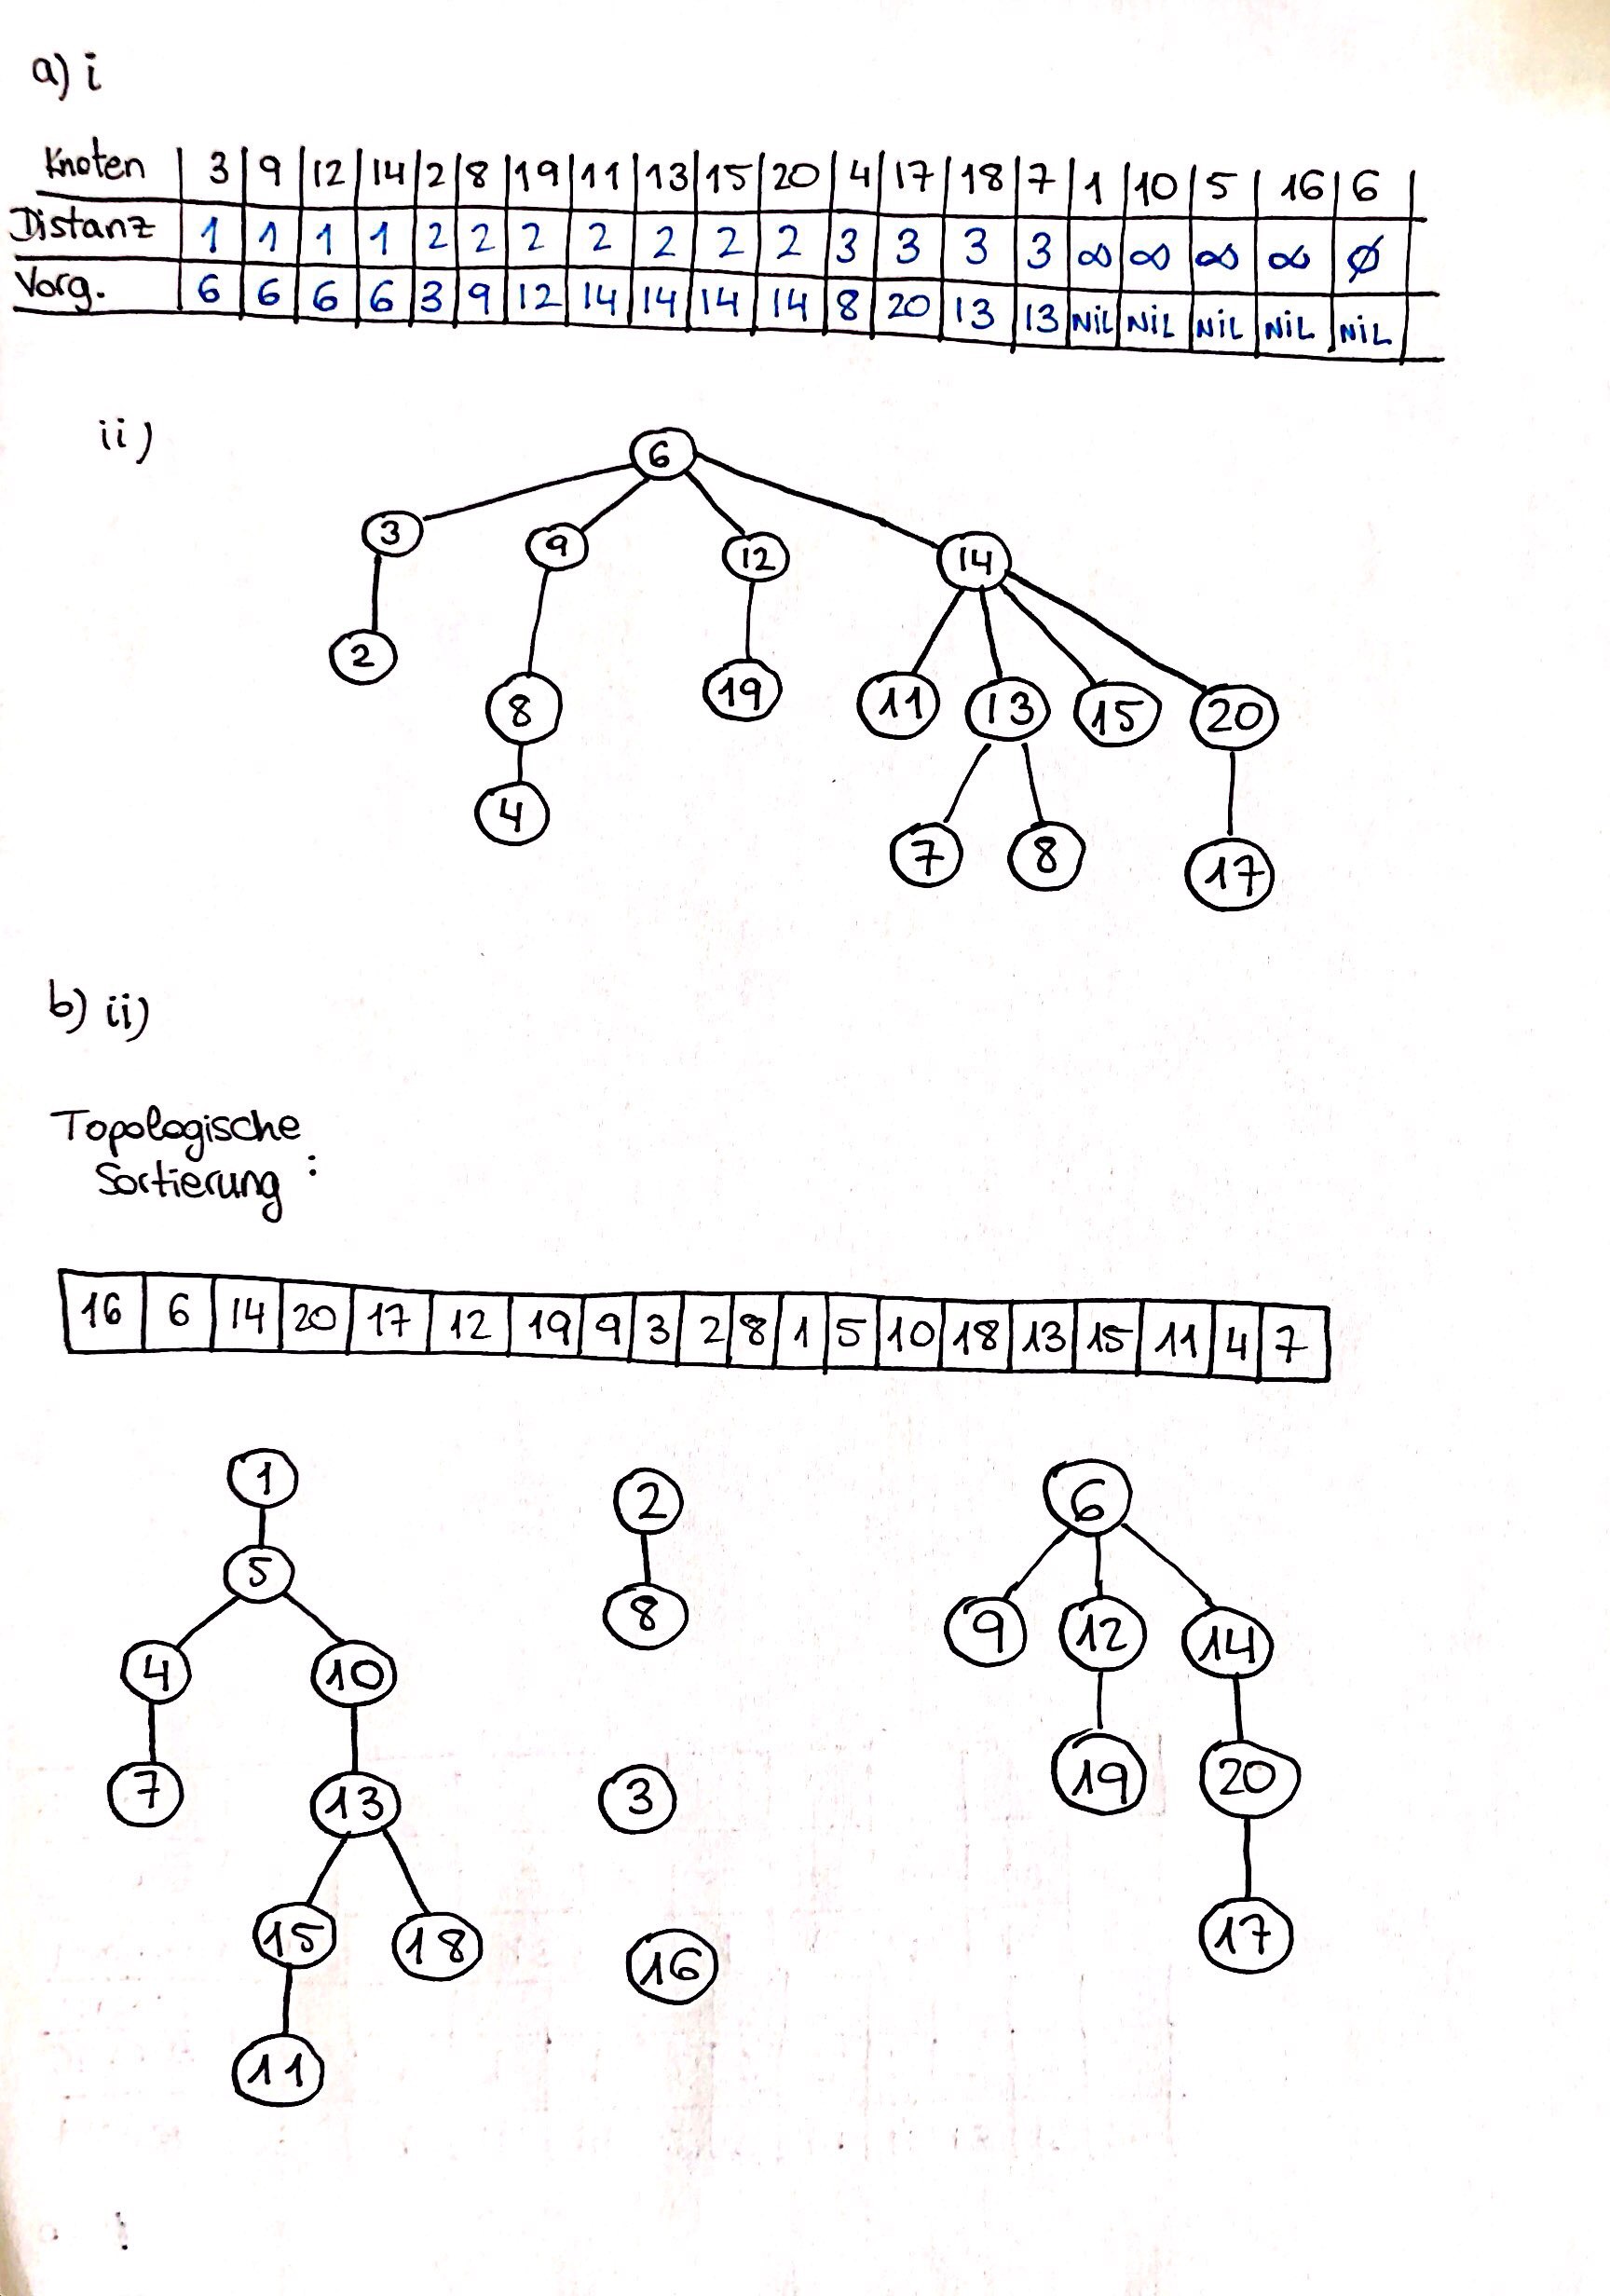 a) i
Knoten 3 9 12 14 2 8 19 11 13 15 20 4 17 18 7 1 10 5 16 6
Distanz 1 1 1 1 2 2 2 2 2 2 2 3 3 3 3 ∞ ∞ ∞ ∞ ∅
Vorg. 6 6 6 6 3 9 12 14 14 14 14 8 20 13 13 NiL NiL NiL NiL NiL
ii)
6
3 9 12 14
2 8 19 11 13 15 20
4 7 8 17
b) ii)
Topologische
Sortierung :
16 6 14 20 17 12 19 9 3 2 8 1 5 10 18 13 15 11 4 7
1 2 6
5 8 9 12 14
4 10
7 13 3 19 20
15 18 16 17
11